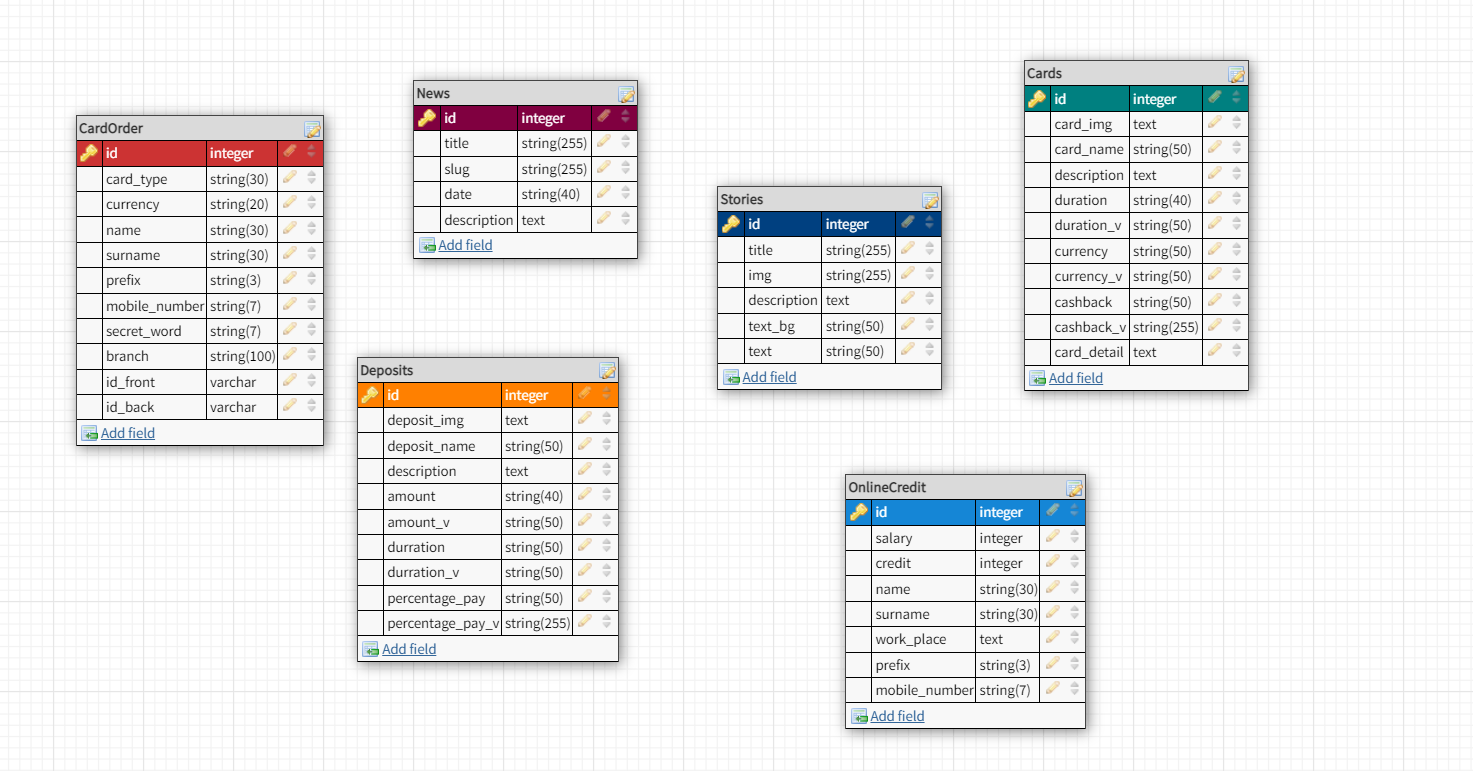 CardOrder
id integer
card_type string(30)
currency string(20)
name string(30)
surname string(30)
prefix string(3)
mobile_number string(7)
secret_word string(7)
branch string(100)
id_front varchar
id_back varchar
Add field
News
id integer
title string(255)
slug string(255)
date string(40)
description text
Add field
Deposits
id integer
deposit_img text
deposit_name string(50)
description text
amount string(40)
amount_v string(50)
durration string(50)
durration_v string(50)
percentage_pay string(50)
percentage_pay_v string(255)
Add field
Stories
id integer
title string(255)
img string(255)
description text
text_bg string(50)
text string(50)
Add field
Cards
id integer
card_img text
card_name string(50)
description text
duration string(40)
duration_v string(50)
currency string(50)
currency_v string(50)
cashback string(50)
cashback_v string(255)
card_detail text
Add field
OnlineCredit
id integer
salary integer
credit integer
name string(30)
surname string(30)
work_place text
prefix string(3)
mobile_number string(7)
Add field